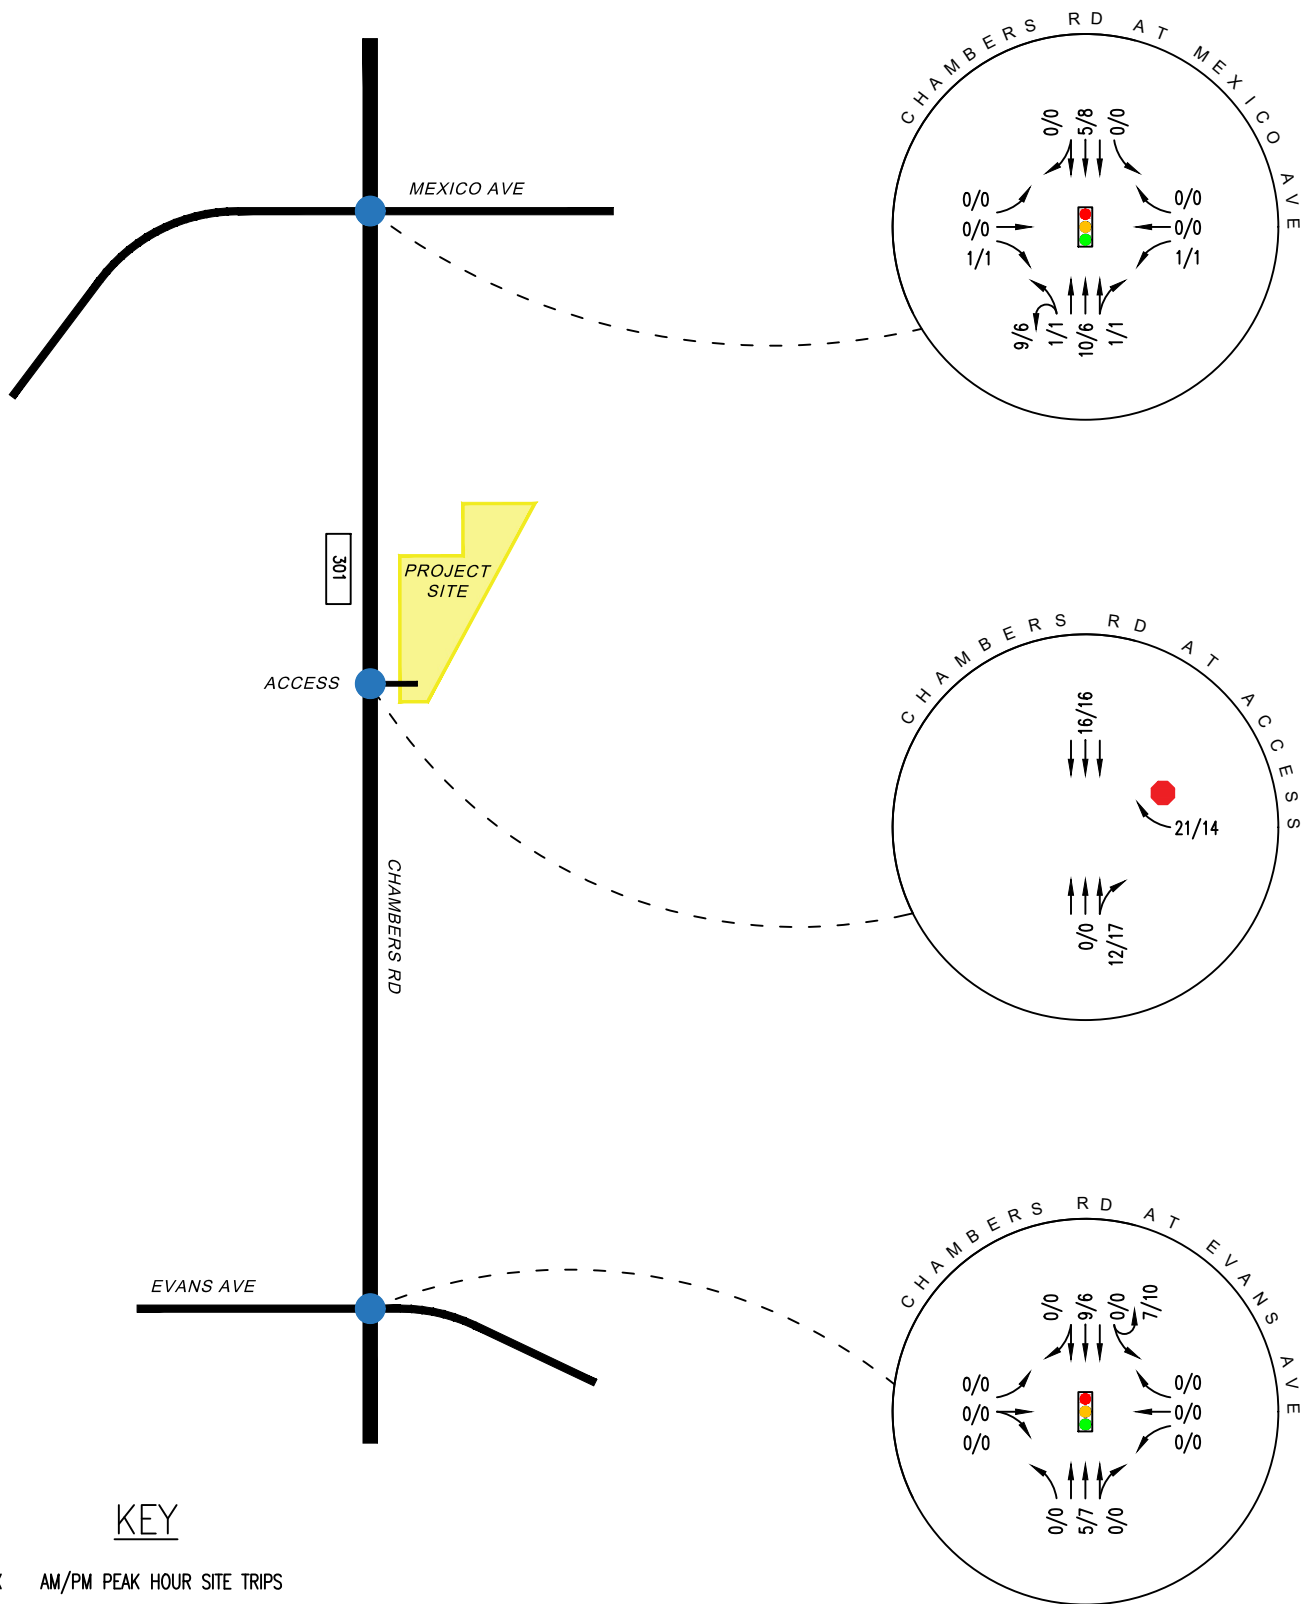 CHAMBERS RD AT MEXICO AVE
0/0 5/8 0/0
MEXICO AVE
0/0 0/0
0/0 0/0
1/1 1/1
9/6 1/1 10/6 1/1
301
PROJECT
SITE
CHAMBERS RD AT ACCESS
ACCESS
16/16
21/14
0/0 12/17
CHAMBERS RD
CHAMBERS RD AT EVANS AVE
EVANS AVE
0/0 9/6 0/0 7/10
0/0 0/0
0/0 0/0
0/0 0/0
0/0 5/7 0/0
KEY
AM/PM PEAK HOUR SITE TRIPS